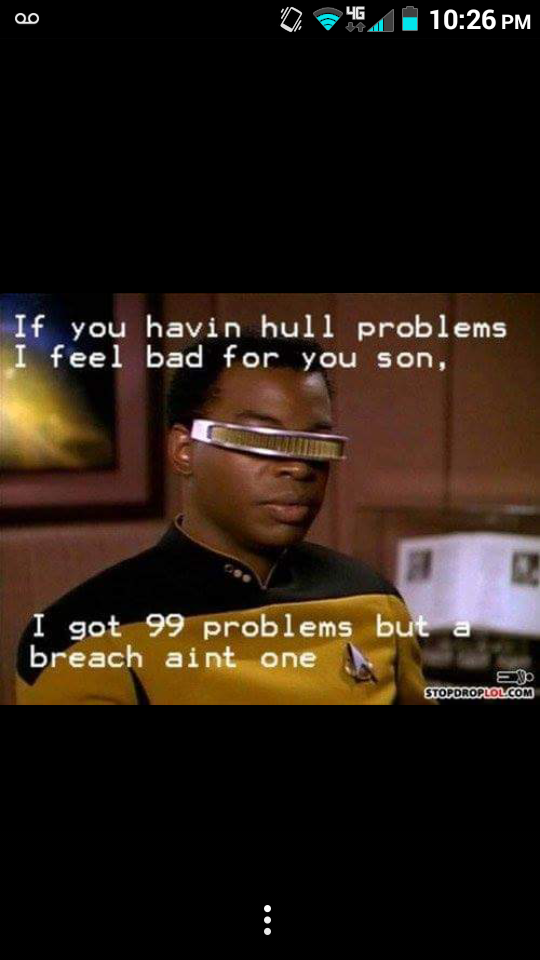 4G
10:26 PM
If you havin hull problems
I feel bad for you son,
I got 99 problems but a
breach aint one
STOPDROPLOL.COM